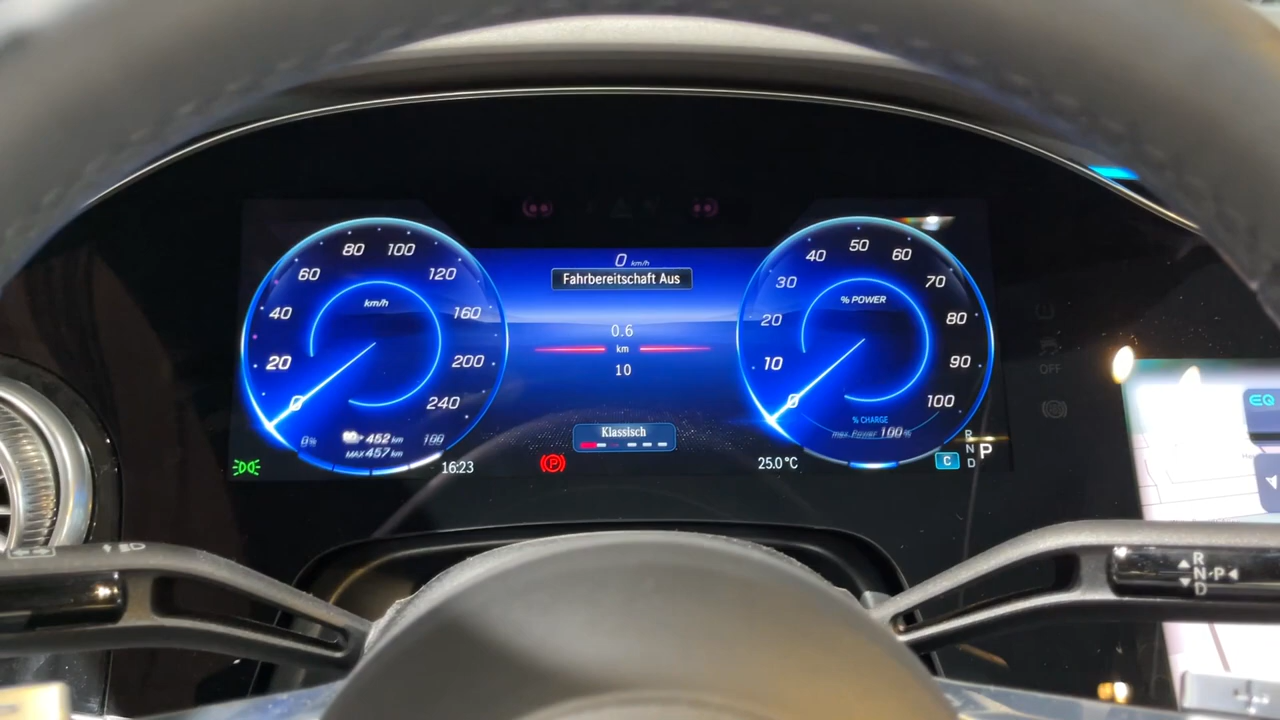 0 km/h
Fahrbereitschaft Aus
0.6
km
10
Klassisch
80 100
60 120
40 160
km/h
20 200
0 240
0% 452 km 100
MAX 457 km
16:23
50
40 60
30 70
% POWER
20 80
10 90
0 100
% CHARGE
max. Power 100%
25.0°C
C
R
N
D
P
OFF
EQ
R
N P
D